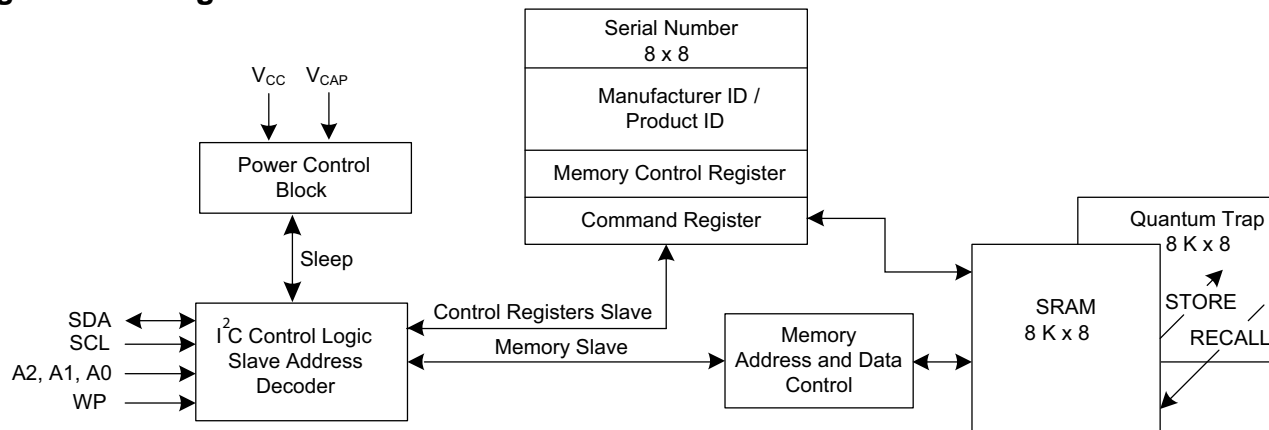 Serial Number
8 x 8
V_CC V_CAP
Manufacturer ID /
Product ID
Power Control
Block
Memory Control Register
Command Register
Quantum Trap
8 K x 8
Sleep
SRAM
8 K x 8
STORE
RECALL
SDA
SCL
A2, A1, A0
WP
I²C Control Logic
Slave Address
Decoder
Control Registers Slave
Memory Slave
Memory
Address and Data
Control